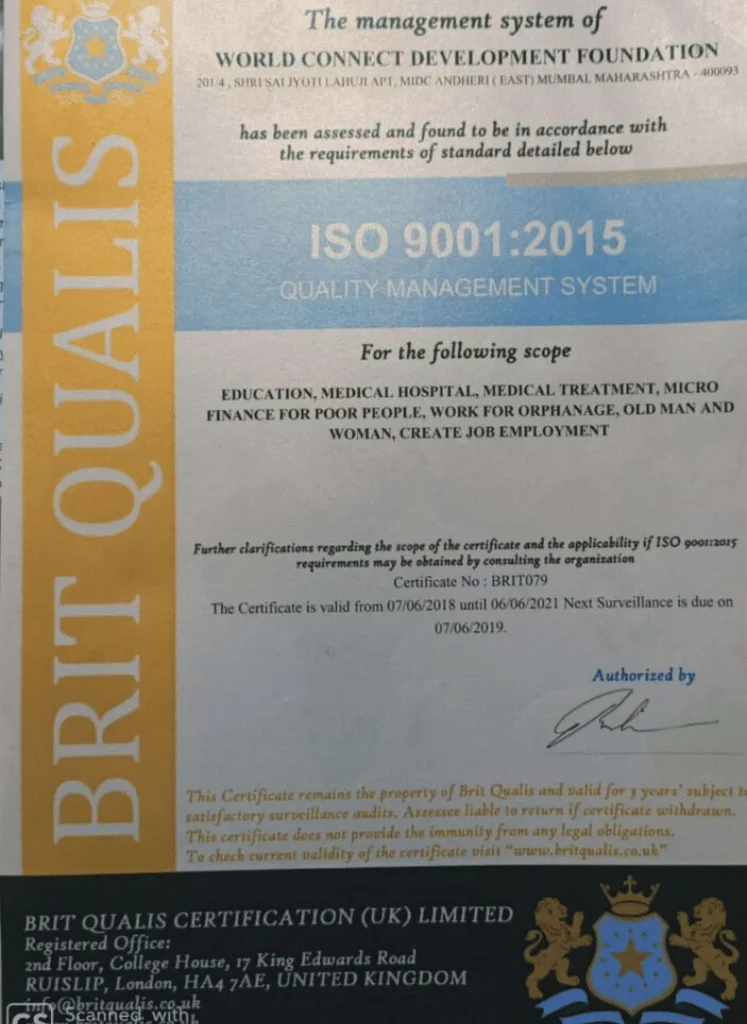 BRIT QUALIS
The management system of
WORLD CONNECT DEVELOPMENT FOUNDATION
201/4 , SHRI SAI JYOTI LAHUJI APT, MIDC ANDHERI ( EAST) MUMBAI, MAHARASHTRA - 400093
has been assessed and found to be in accordance with
the requirements of standard detailed below
ISO 9001:2015
QUALITY MANAGEMENT SYSTEM
For the following scope
EDUCATION, MEDICAL HOSPITAL, MEDICAL TREATMENT, MICRO
FINANCE FOR POOR PEOPLE, WORK FOR ORPHANAGE, OLD MAN AND
WOMAN, CREATE JOB EMPLOYMENT
Further clarifications regarding the scope of the certificate and the applicability if ISO 9001:2015
requirements may be obtained by consulting the organization
Certificate No : BRIT079
The Certificate is valid from 07/06/2018 until 06/06/2021 Next Surveillance is due on
07/06/2019.
Authorized by
This Certificate remains the property of Brit Qualis and valid for 3 years' subject to
satisfactory surveillance audits. Assessee liable to return if certificate withdrawn.
This certificate does not provide the immunity from any legal obligations.
To check current validity of the certificate visit "www.britqualis.co.uk"
BRIT QUALIS CERTIFICATION (UK) LIMITED
Registered Office:
2nd Floor, College House, 17 King Edwards Road
RUISLIP, London, HA4 7AE, UNITED KINGDOM
info@britqualis.co.uk
CS Scanned with